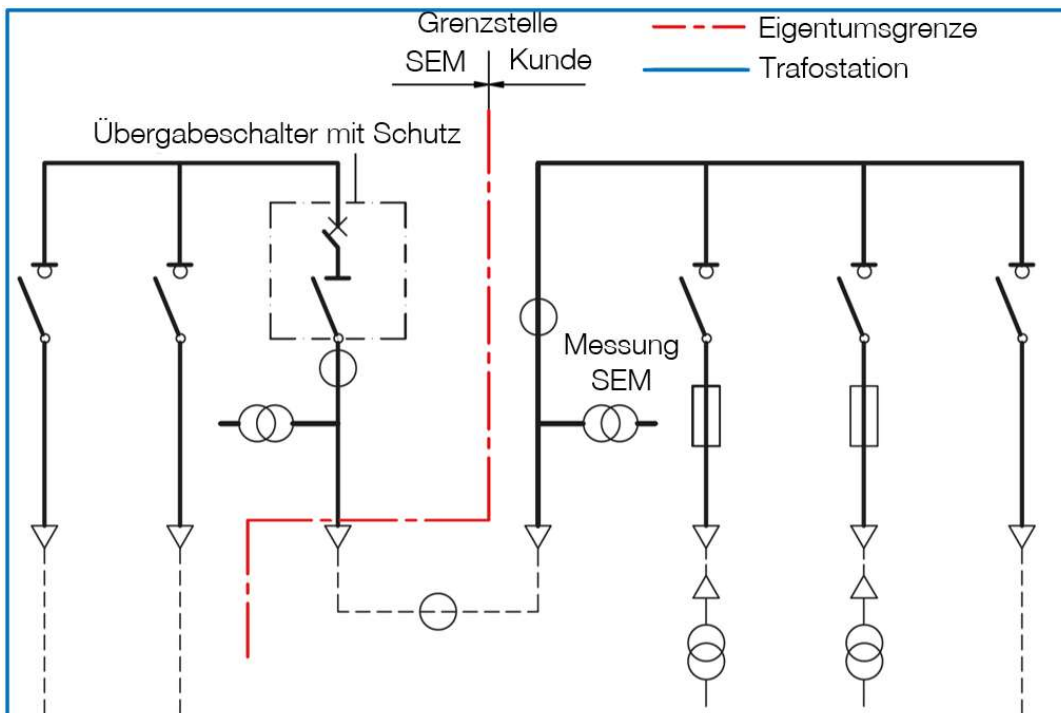 Grenzstelle
SEM Kunde
Eigentumsgrenze
Trafostation
Übergabeschalter mit Schutz
Messung
SEM